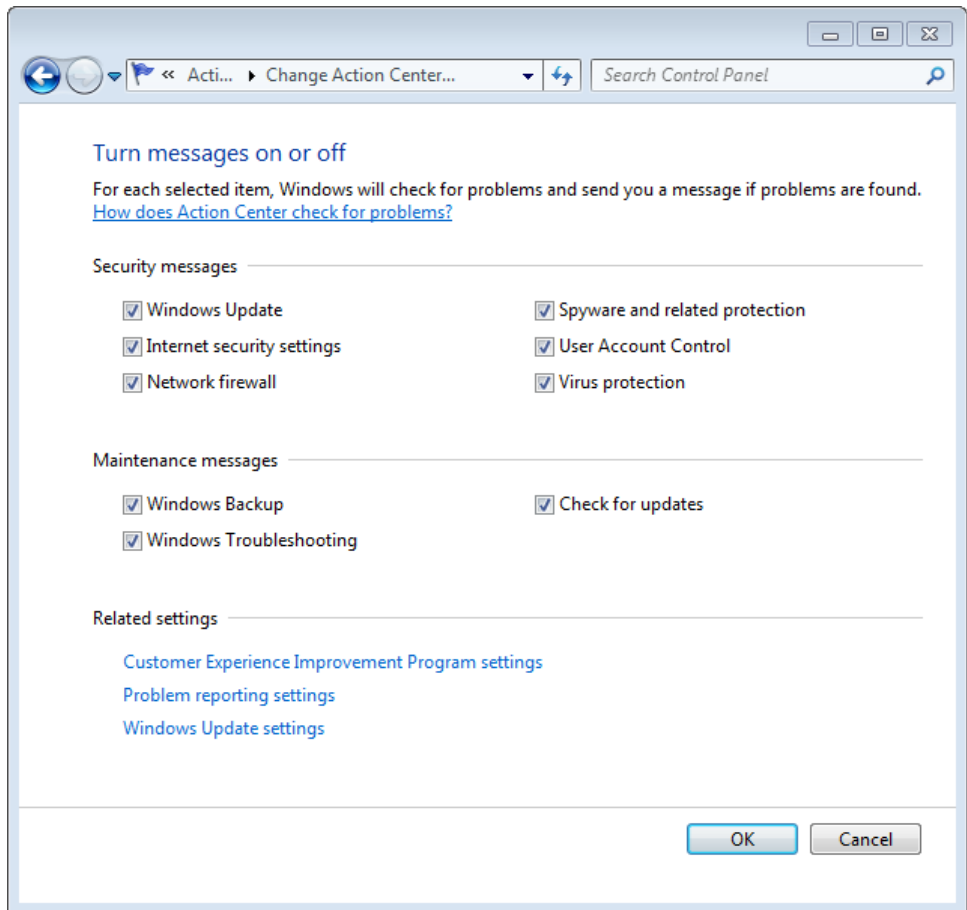 « Acti... Change Action Center...
Search Control Panel
Turn messages on or off
For each selected item, Windows will check for problems and send you a message if problems are found.
How does Action Center check for problems?
Security messages
Windows Update
Spyware and related protection
Internet security settings
User Account Control
Network firewall
Virus protection
Maintenance messages
Windows Backup
Check for updates
Windows Troubleshooting
Related settings
Customer Experience Improvement Program settings
Problem reporting settings
Windows Update settings
OK
Cancel